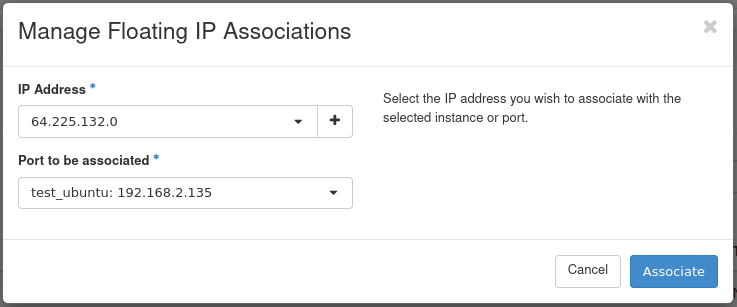 Manage Floating IP Associations
IP Address *
64.225.132.0
Select the IP address you wish to associate with the
selected instance or port.
Port to be associated *
test_ubuntu: 192.168.2.135
Cancel
Associate